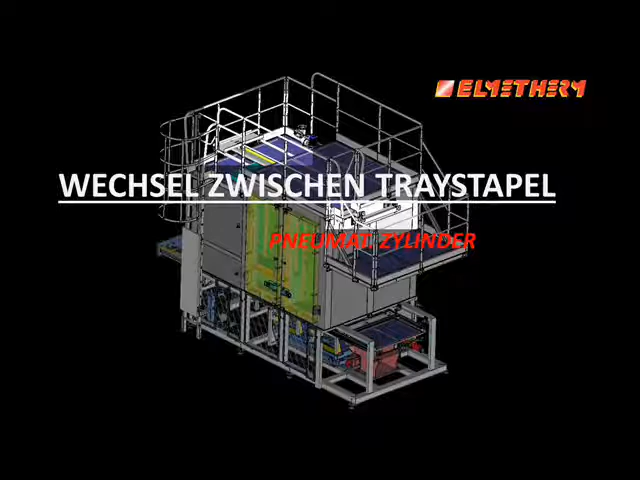 ELMETHERM
WECHSEL ZWISCHEN TRAYSTAPEL
PNEUMAT. ZYLINDER